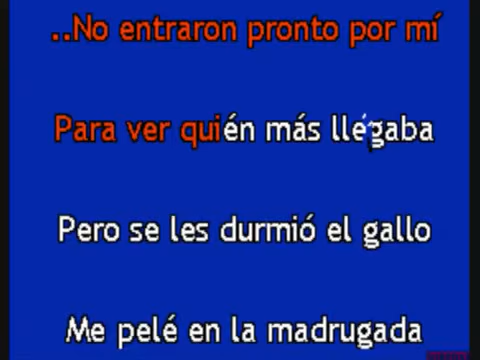 ..No entraron pronto por mí
Para ver quién más llegaba
Pero se les durmió el gallo
Me pelé en la madrugada